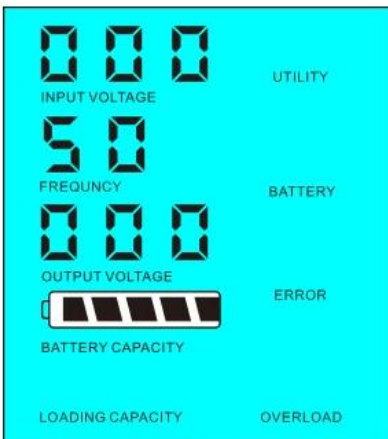 000
UTILITY
INPUT VOLTAGE
50
FREQUNCY
BATTERY
000
OUTPUT VOLTAGE
ERROR
BATTERY CAPACITY
LOADING CAPACITY
OVERLOAD